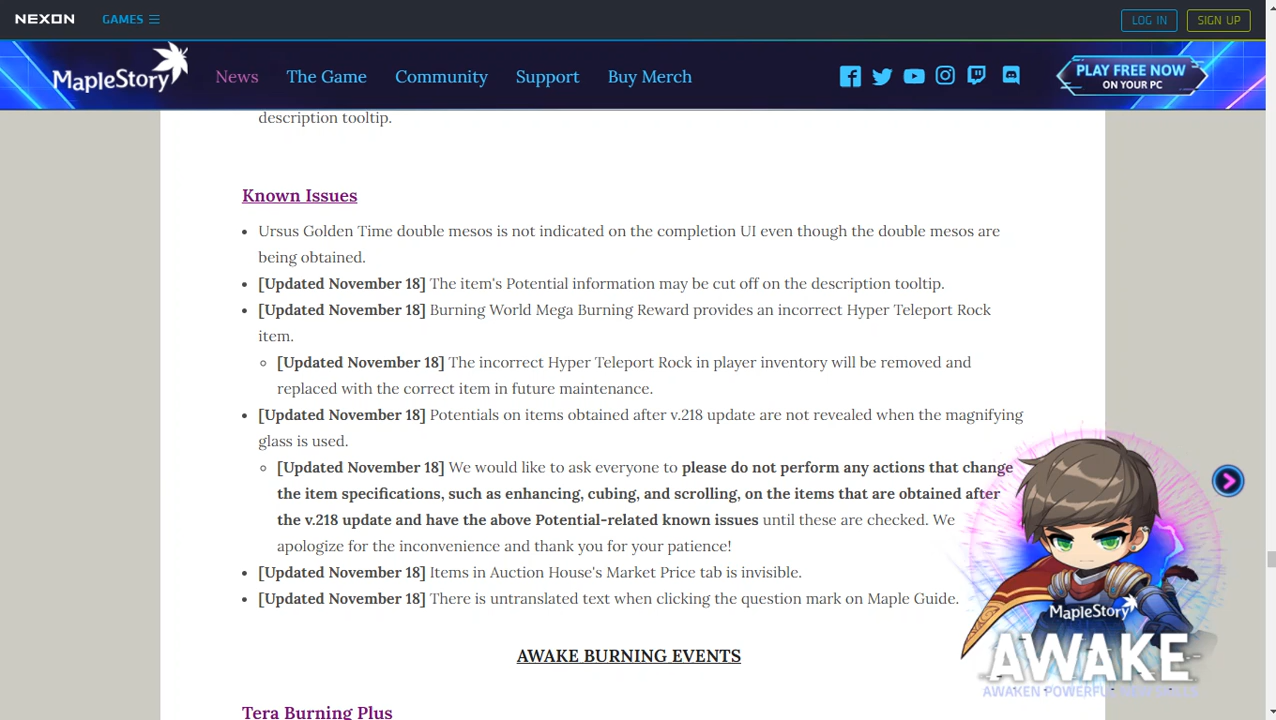 NEXON GAMES LOG IN SIGN UP
MapleStory News The Game Community Support Buy Merch PLAY FREE NOW
ON YOUR PC
description tooltip.
Known Issues
• Ursus Golden Time double mesos is not indicated on the completion UI even though the double mesos are
being obtained.
• [Updated November 18] The item's Potential information may be cut off on the description tooltip.
• [Updated November 18] Burning World Mega Burning Reward provides an incorrect Hyper Teleport Rock
item.
◦ [Updated November 18] The incorrect Hyper Teleport Rock in player inventory will be removed and
replaced with the correct item in future maintenance.
• [Updated November 18] Potentials on items obtained after v.218 update are not revealed when the magnifying
glass is used.
◦ [Updated November 18] We would like to ask everyone to please do not perform any actions that change
the item specifications, such as enhancing, cubing, and scrolling, on the items that are obtained after
the v.218 update and have the above Potential-related known issues until these are checked. We
apologize for the inconvenience and thank you for your patience!
• [Updated November 18] Items in Auction House's Market Price tab is invisible.
• [Updated November 18] There is untranslated text when clicking the question mark on Maple Guide.
MapleStory
AWAKE
AWAKEN POWERFUL NEW SKILLS
AWAKE BURNING EVENTS
Tera Burning Plus